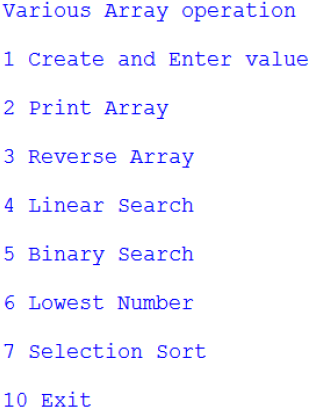 Various Array operation
1 Create and Enter value
2 Print Array
3 Reverse Array
4 Linear Search
5 Binary Search
6 Lowest Number
7 Selection Sort
10 Exit